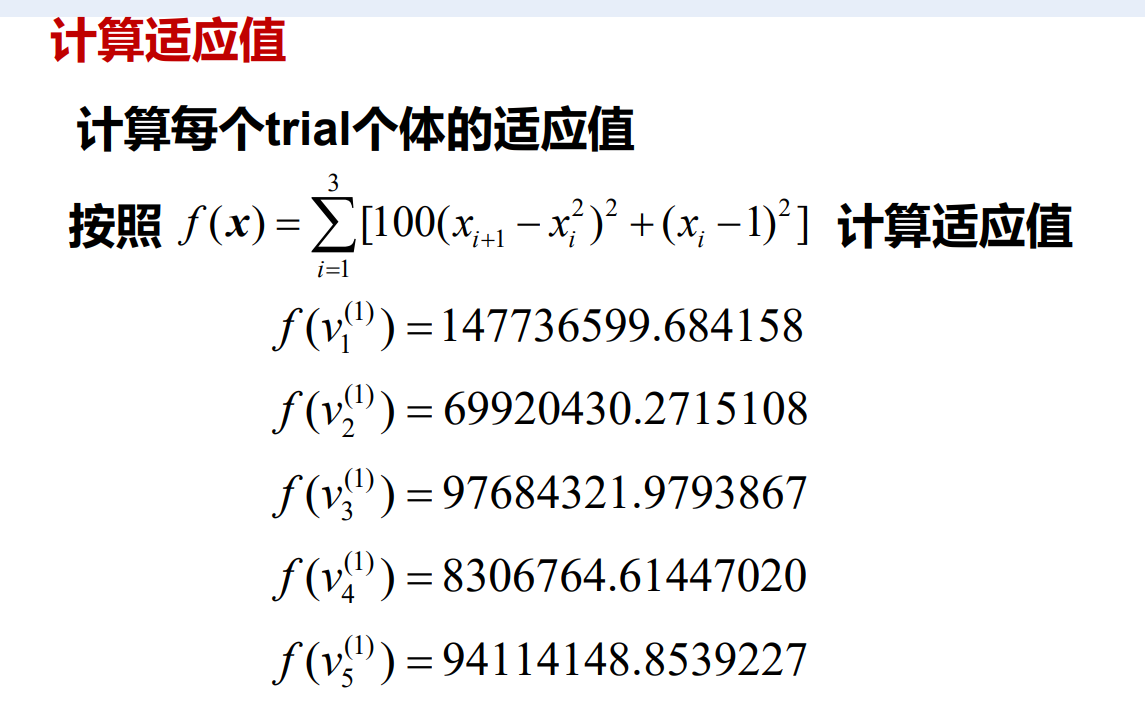 计算适应值
计算每个trial个体的适应值
按照 f(x) = ∑_{i=1}^{3} [100(x_{i+1} − x_i^2)^2 + (x_i − 1)^2] 计算适应值
f(v_1^{(1)}) = 147736599.684158
f(v_2^{(1)}) = 69920430.2715108
f(v_3^{(1)}) = 97684321.9793867
f(v_4^{(1)}) = 8306764.61447020
f(v_5^{(1)}) = 94114148.8539227